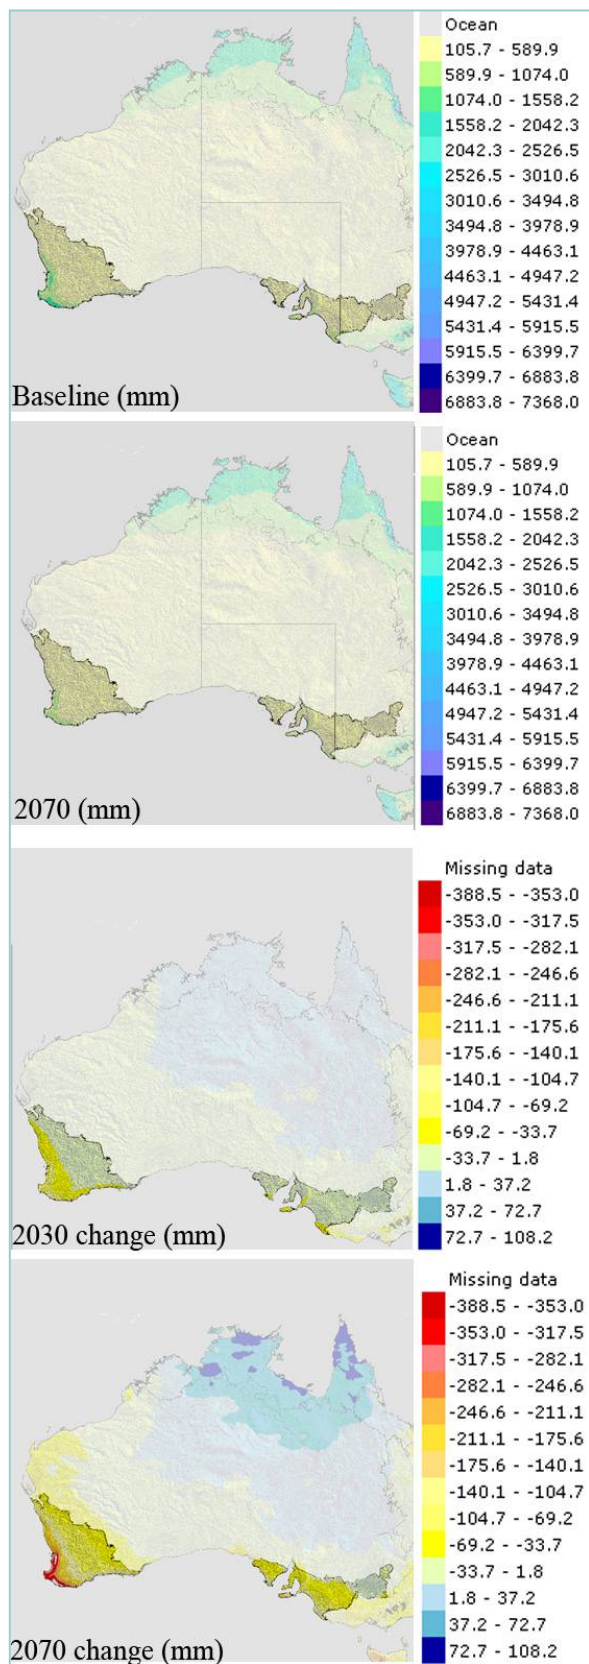 Ocean
105.7 - 589.9
589.9 - 1074.0
1074.0 - 1558.2
1558.2 - 2042.3
2042.3 - 2526.5
2526.5 - 3010.6
3010.6 - 3494.8
3494.8 - 3978.9
3978.9 - 4463.1
4463.1 - 4947.2
4947.2 - 5431.4
5431.4 - 5915.5
5915.5 - 6399.7
6399.7 - 6883.8
6883.8 - 7368.0
Baseline (mm)
Ocean
105.7 - 589.9
589.9 - 1074.0
1074.0 - 1558.2
1558.2 - 2042.3
2042.3 - 2526.5
2526.5 - 3010.6
3010.6 - 3494.8
3494.8 - 3978.9
3978.9 - 4463.1
4463.1 - 4947.2
4947.2 - 5431.4
5431.4 - 5915.5
5915.5 - 6399.7
6399.7 - 6883.8
6883.8 - 7368.0
2070 (mm)
Missing data
-388.5 - -353.0
-353.0 - -317.5
-317.5 - -282.1
-282.1 - -246.6
-246.6 - -211.1
-211.1 - -175.6
-175.6 - -140.1
-140.1 - -104.7
-104.7 - -69.2
-69.2 - -33.7
-33.7 - 1.8
1.8 - 37.2
37.2 - 72.7
72.7 - 108.2
2030 change (mm)
Missing data
-388.5 - -353.0
-353.0 - -317.5
-317.5 - -282.1
-282.1 - -246.6
-246.6 - -211.1
-211.1 - -175.6
-175.6 - -140.1
-140.1 - -104.7
-104.7 - -69.2
-69.2 - -33.7
-33.7 - 1.8
1.8 - 37.2
37.2 - 72.7
72.7 - 108.2
2070 change (mm)